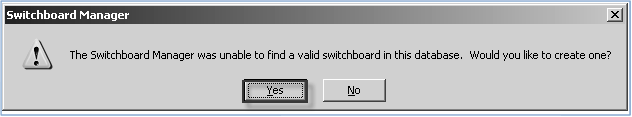 Switchboard Manager
The Switchboard Manager was unable to find a valid switchboard in this database. Would you like to create one?
Yes
No